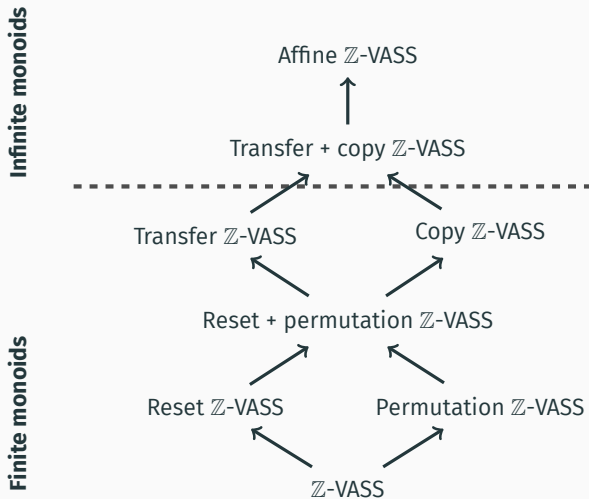 Infinite monoids
Affine ℤ-VASS
Transfer + copy ℤ-VASS
Transfer ℤ-VASS
Copy ℤ-VASS
Reset + permutation ℤ-VASS
Finite monoids
Reset ℤ-VASS
Permutation ℤ-VASS
ℤ-VASS